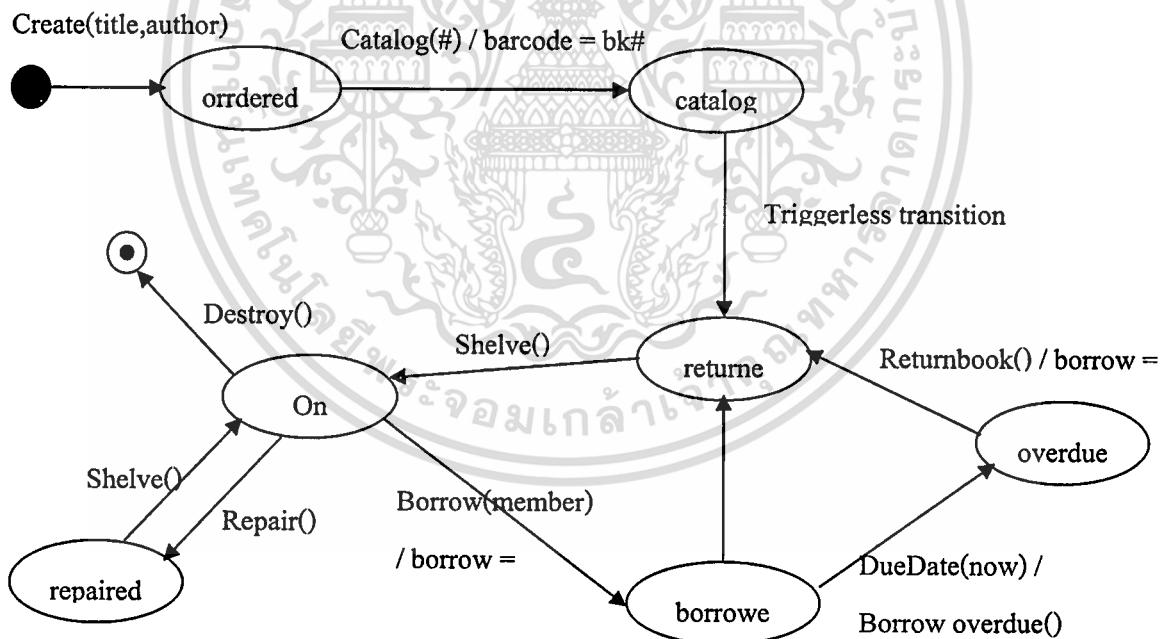 Create(title,author)
Catalog(#) / barcode = bk#
orrdered
catalog
Triggerless transition
Destroy()
Shelve()
returne
Returnbook() / borrow =
On
overdue
Shelve()
Repair()
Borrow(member)
/ borrow =
repaired
borrowe
DueDate(now) /
Borrow overdue()